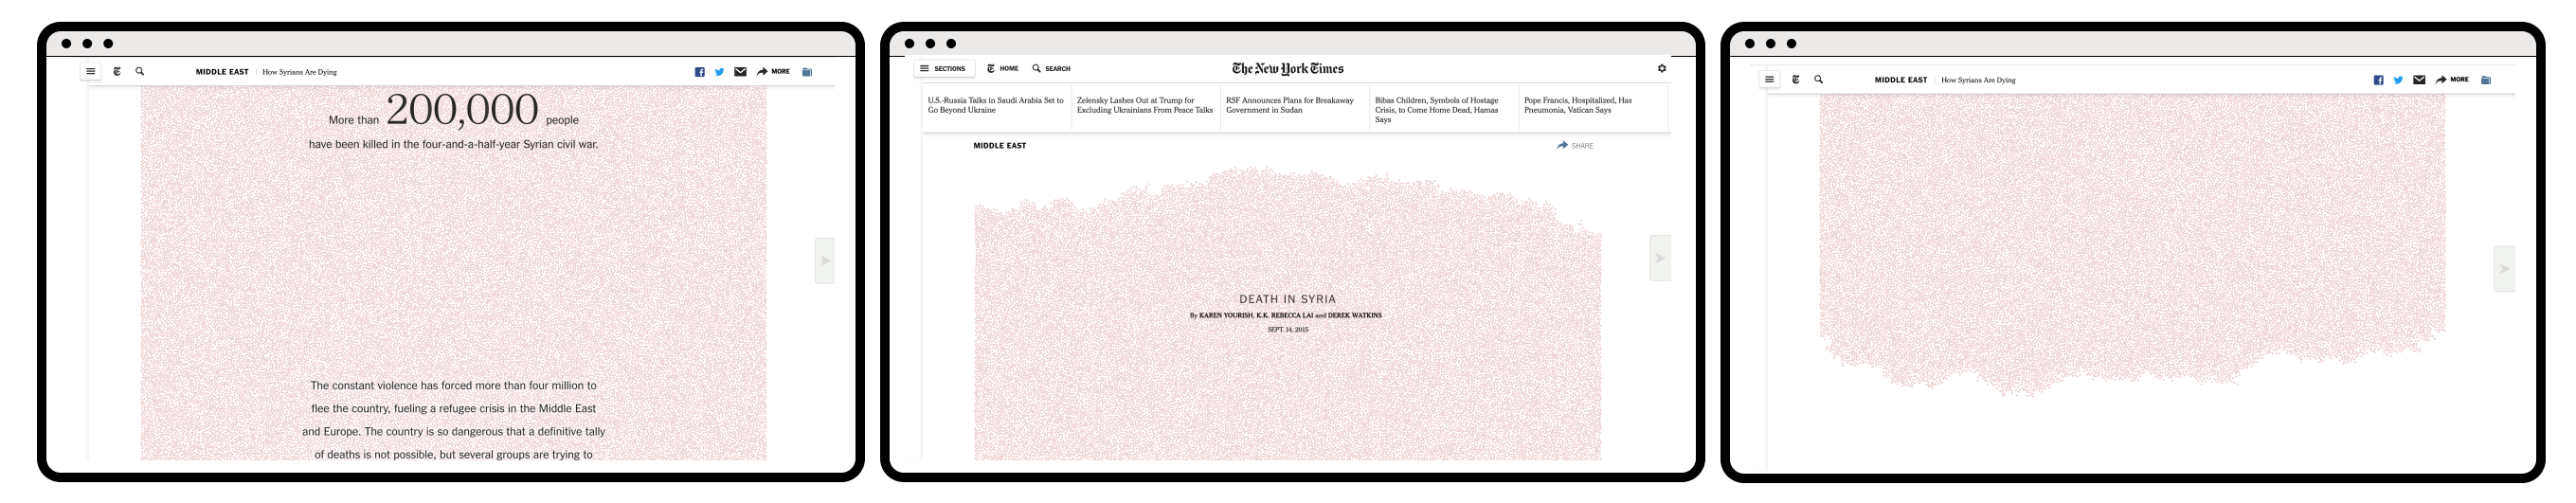 MIDDLE EAST | How Syrians Are Dying
MORE
More than 200,000 people
have been killed in the four-and-a-half-year Syrian civil war.
The constant violence has forced more than four million to
flee the country, fueling a refugee crisis in the Middle East
and Europe. The country is so dangerous that a definitive tally
of deaths is not possible, but several groups are trying to
SECTIONS
HOME
SEARCH
The New York Times
U.S.-Russia Talks in Saudi Arabia Set to
Go Beyond Ukraine
Zelensky Lashes Out at Trump for
Excluding Ukrainians From Peace Talks
RSF Announces Plans for Breakaway
Government in Sudan
Bibas Children, Symbols of Hostage
Crisis, to Come Home Dead, Hamas
Says
Pope Francis, Hospitalized, Has
Pneumonia, Vatican Says
MIDDLE EAST
SHARE
DEATH IN SYRIA
By KAREN YOURISH, K.K. REBECCA LAI and DEREK WATKINS
SEPT. 14, 2015
MIDDLE EAST | How Syrians Are Dying
MORE